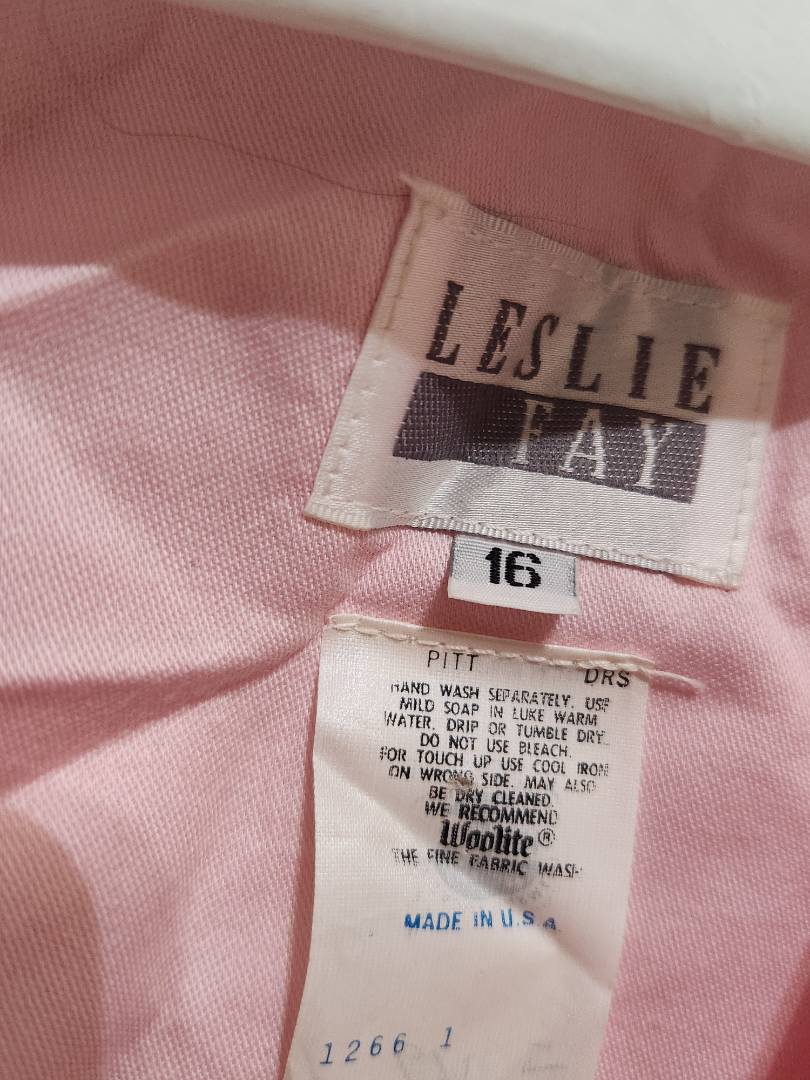 LESLIE
FAY
16
PITT DRS
HAND WASH SEPARATELY. USE
MILD SOAP IN LUKE WARM
WATER. DRIP OR TUMBLE DRY.
DO NOT USE BLEACH.
FOR TOUCH UP USE COOL IRON
ON WRONG SIDE. MAY ALSO
BE DRY CLEANED.
WE RECOMMEND
Woolite®
THE FINE FABRIC WASH
MADE IN U.S.A.
1266 1